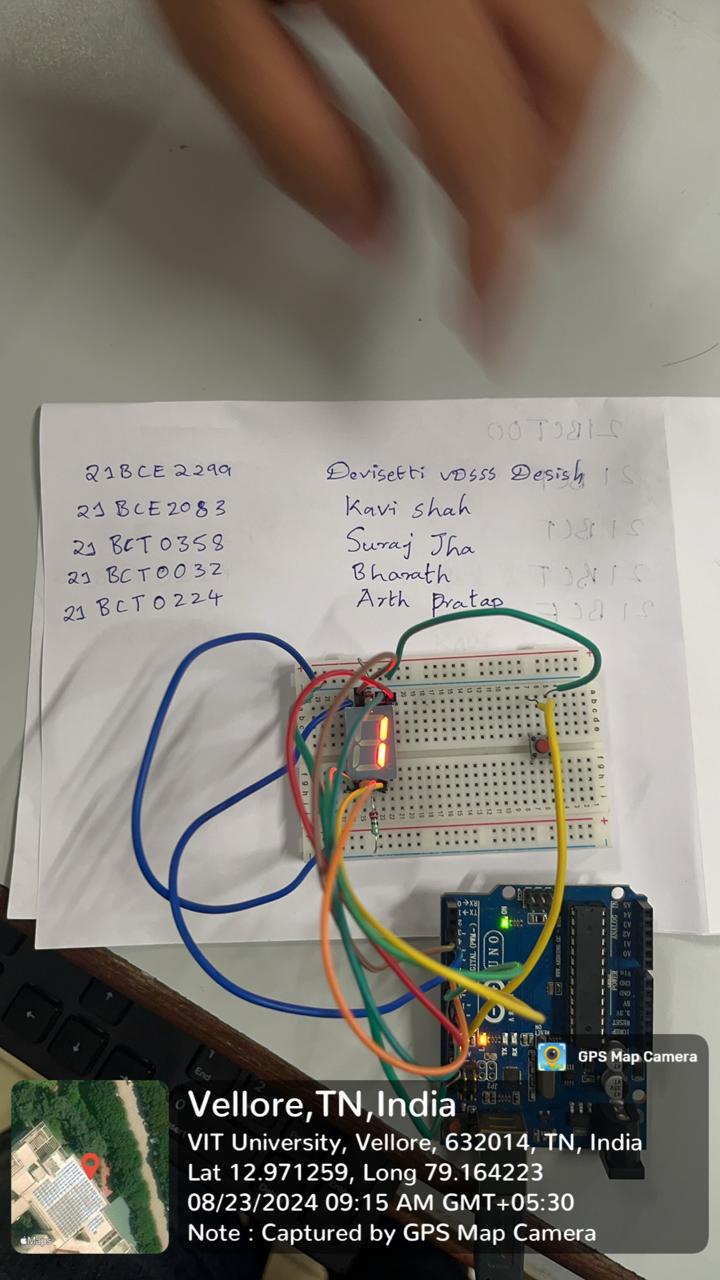 21BCE2299 Devisetti VDSSS Desish
21BCE2083 Kavi Shah
21BCT0358 Suraj Jha
21BCT0032 Bharath
21BCT0224 Arth Pratap
UNO
ON
GPS Map Camera
Vellore,TN,India
VIT University, Vellore, 632014, TN, India
Lat 12.971259, Long 79.164223
08/23/2024 09:15 AM GMT+05:30
Note : Captured by GPS Map Camera
Maps